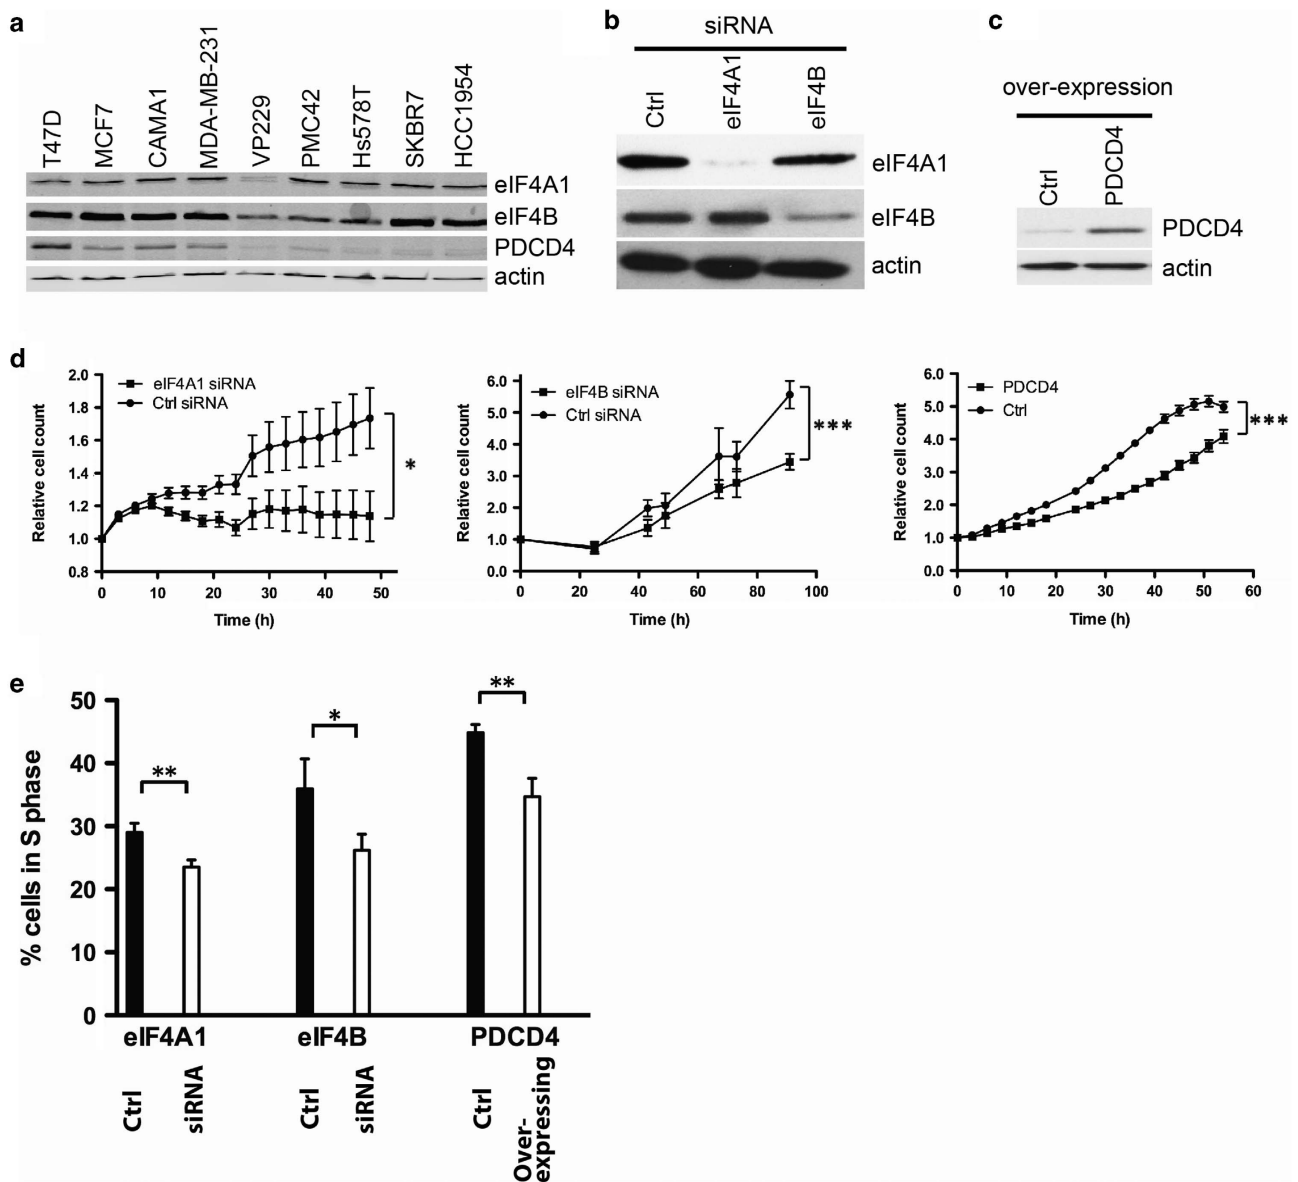 a
T47D
MCF7
CAMA1
MDA-MB-231
VP229
PMC42
Hs578T
SKBR7
HCC1954
eIF4A1
eIF4B
PDCD4
actin
b
siRNA
Ctrl
eIF4A1
eIF4B
eIF4A1
eIF4B
actin
c
over-expression
Ctrl
PDCD4
PDCD4
actin
d
Relative cell count
2.0
1.8
1.6
1.4
1.2
1.0
0.8
eIF4A1 siRNA
Ctrl siRNA
*
0 10 20 30 40 50
Time (h)
Relative cell count
6.0
5.0
4.0
3.0
2.0
1.0
0.0
eIF4B siRNA
Ctrl siRNA
***
0 20 40 60 80 100
Time (h)
Relative cell count
6.0
5.0
4.0
3.0
2.0
1.0
0.0
PDCD4
Ctrl
***
0 10 20 30 40 50 60
Time (h)
e
% cells in S phase
50
40
30
20
10
0
**
*
**
eIF4A1 eIF4B PDCD4
Ctrl
siRNA
Ctrl
siRNA
Ctrl
Over-
expressing